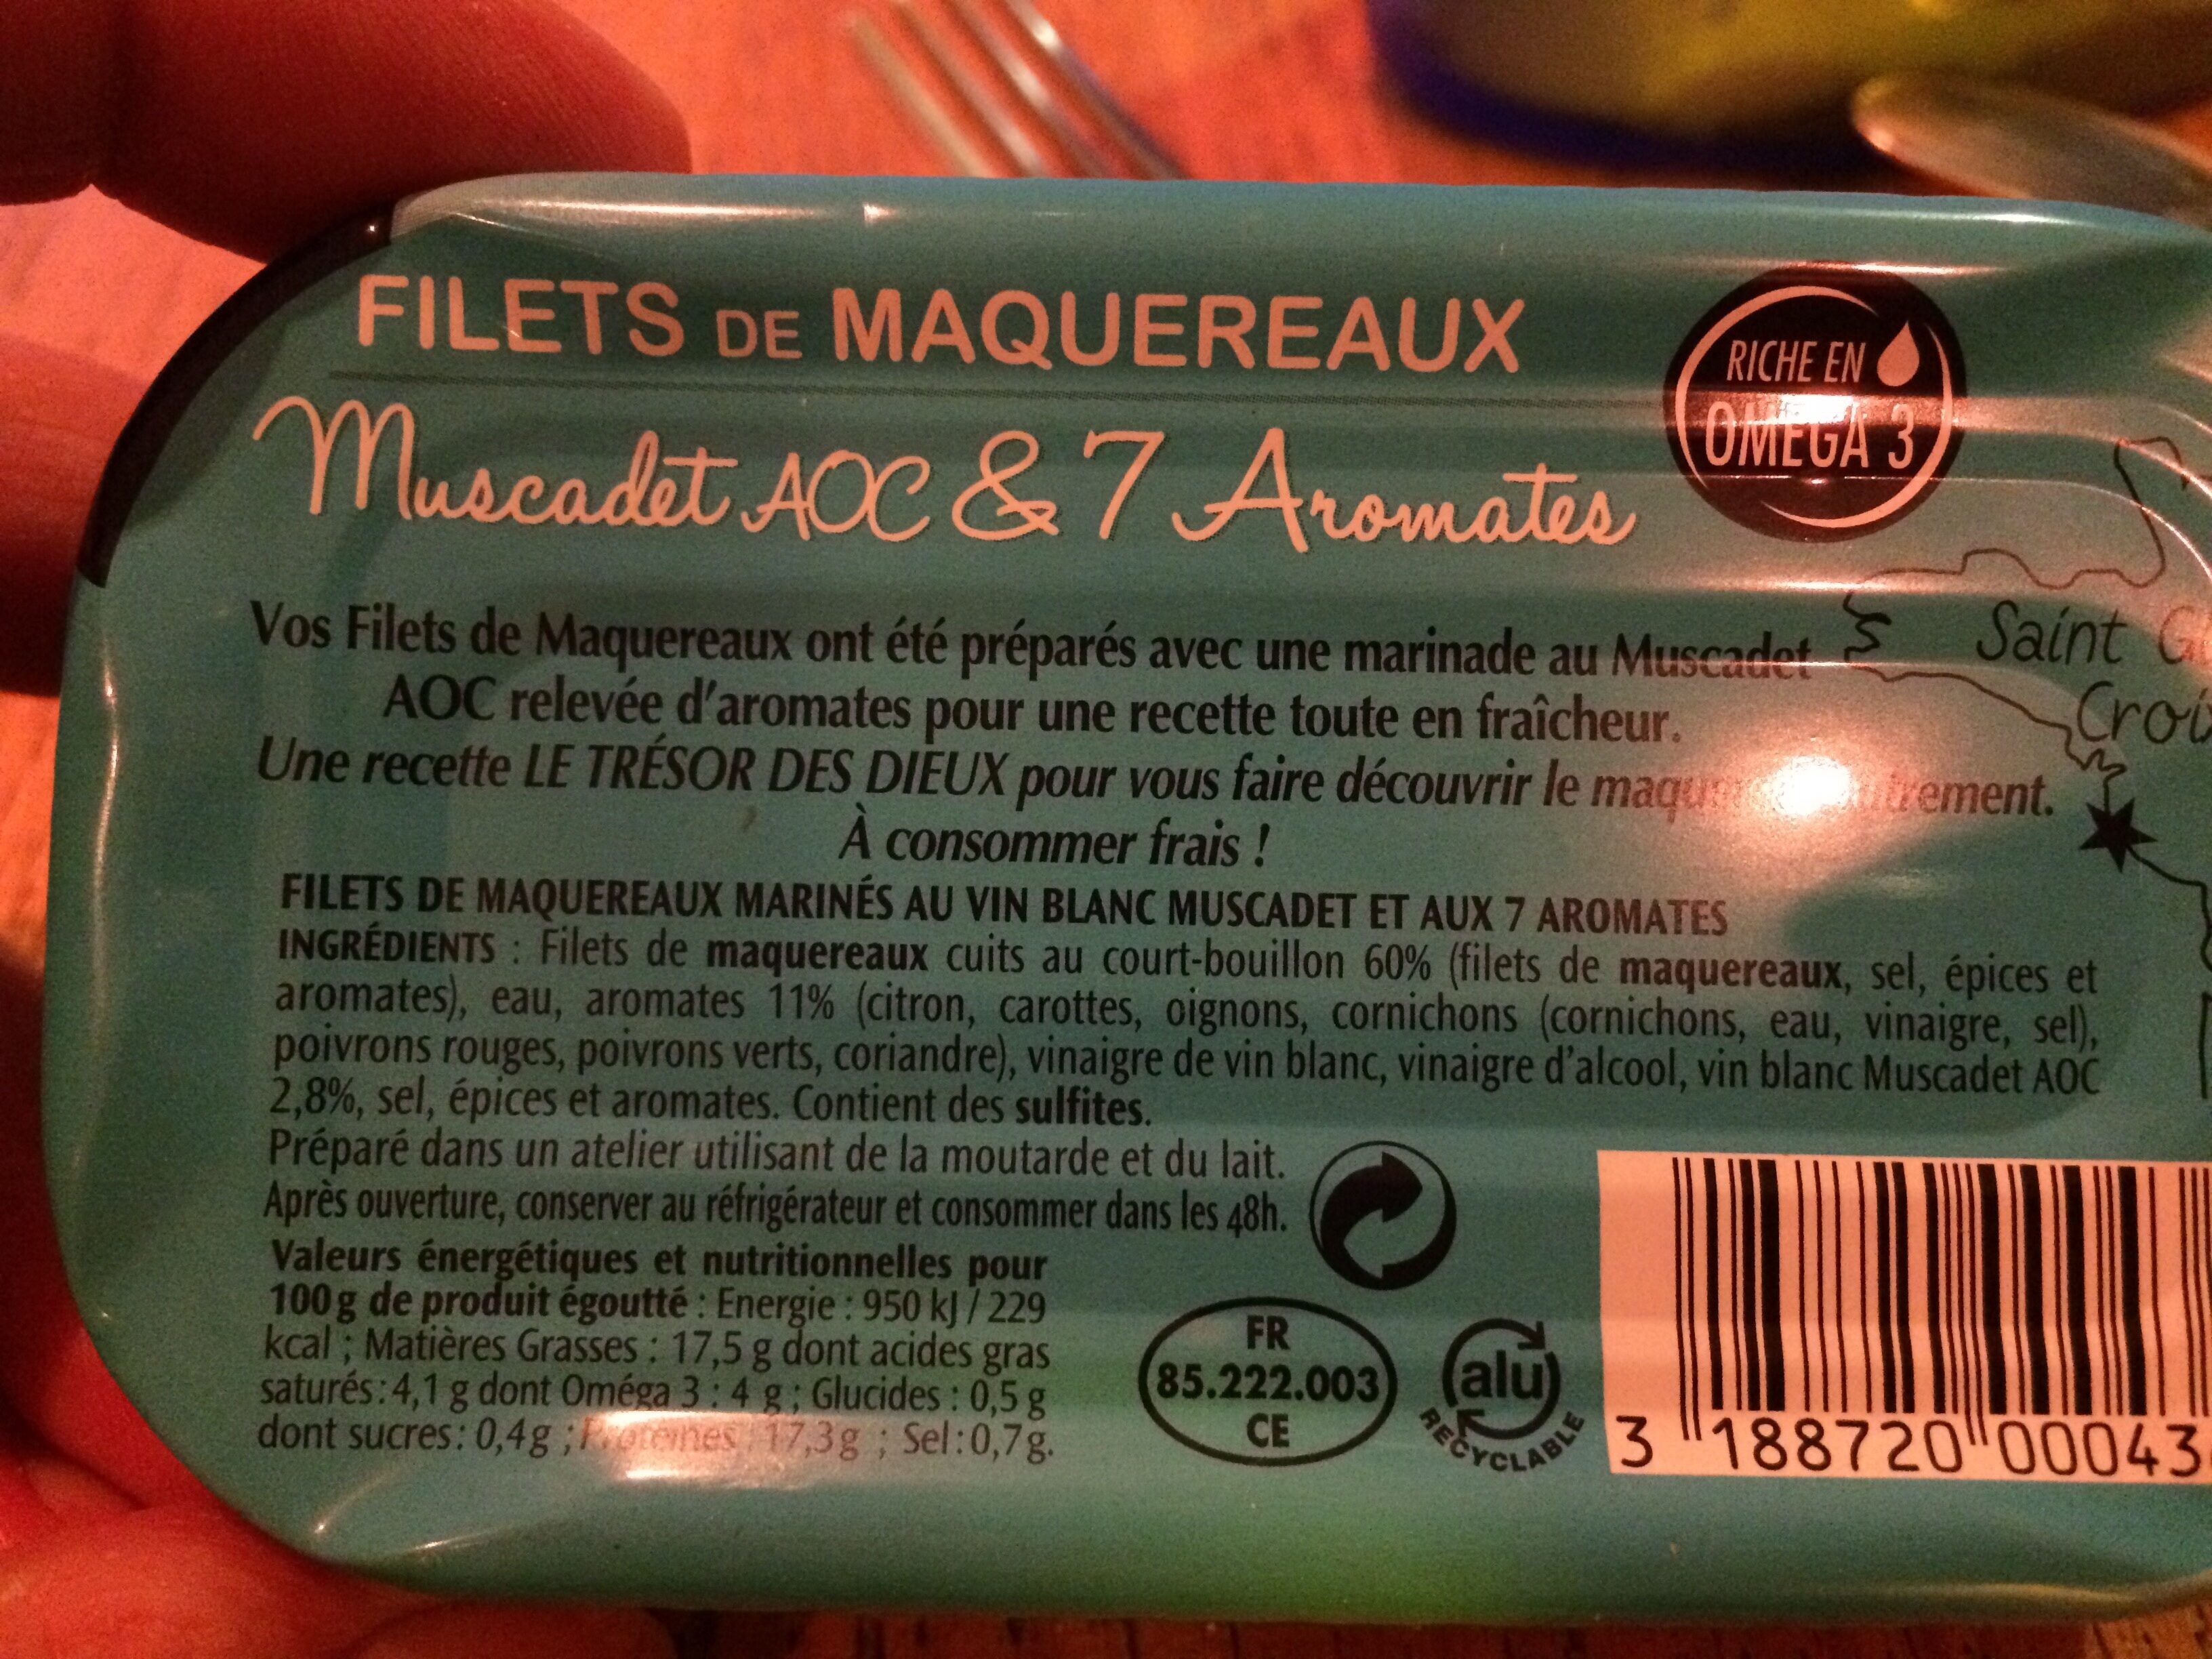 FILETS DE MAQUEREAUX
Muscadet AOC & 7 Aromates
RICHE EN
OMEGA 3
Vos Filets de Maquereaux ont été préparés avec une marinade au Muscadet
AOC relevée d'aromates pour une recette toute en fraîcheur.
Une recette LE TRÉSOR DES DIEUX pour vous faire découvrir le
À consommer frais !
Saint
FILETS DE MAQUEREAUX MARINÉS AU VIN BLANC MUSCADET ET AUX 7 AROMATES
INGRÉDIENTS : Filets de maquereaux cuits au court-bouillon 60% (filets de maquereaux, sel, épices et
aromates), eau, aromates 11% (citron, carottes, oignons, cornichons (cornichons, eau, vinaigre, sel),
poivrons rouges, poivrons verts, coriandre), vinaigre de vin blanc, vinaigre d'alcool, vin blanc Muscadet AOC
2,8%, sel, épices et aromates. Contient des sulfites.
Préparé dans un atelier utilisant de la moutarde et du lait.
Après ouverture, conserver au réfrigérateur et consommer dans les 48h.
Valeurs énergétiques et nutritionnelles pour
100g de produit égoutté : Energie : 950 kJ / 229
kcal ; Matières Grasses : 17,5 g dont acides gras
saturés : 4,1 g dont Oméga 3 : 4 g ; Glucides : 0,5 g
dont sucres : 0,4g ; Proteines 17,3g ; Sel : 0,7g.
FR
85.222.003
CE
alu
RECYCLABLE
3 188720 00043